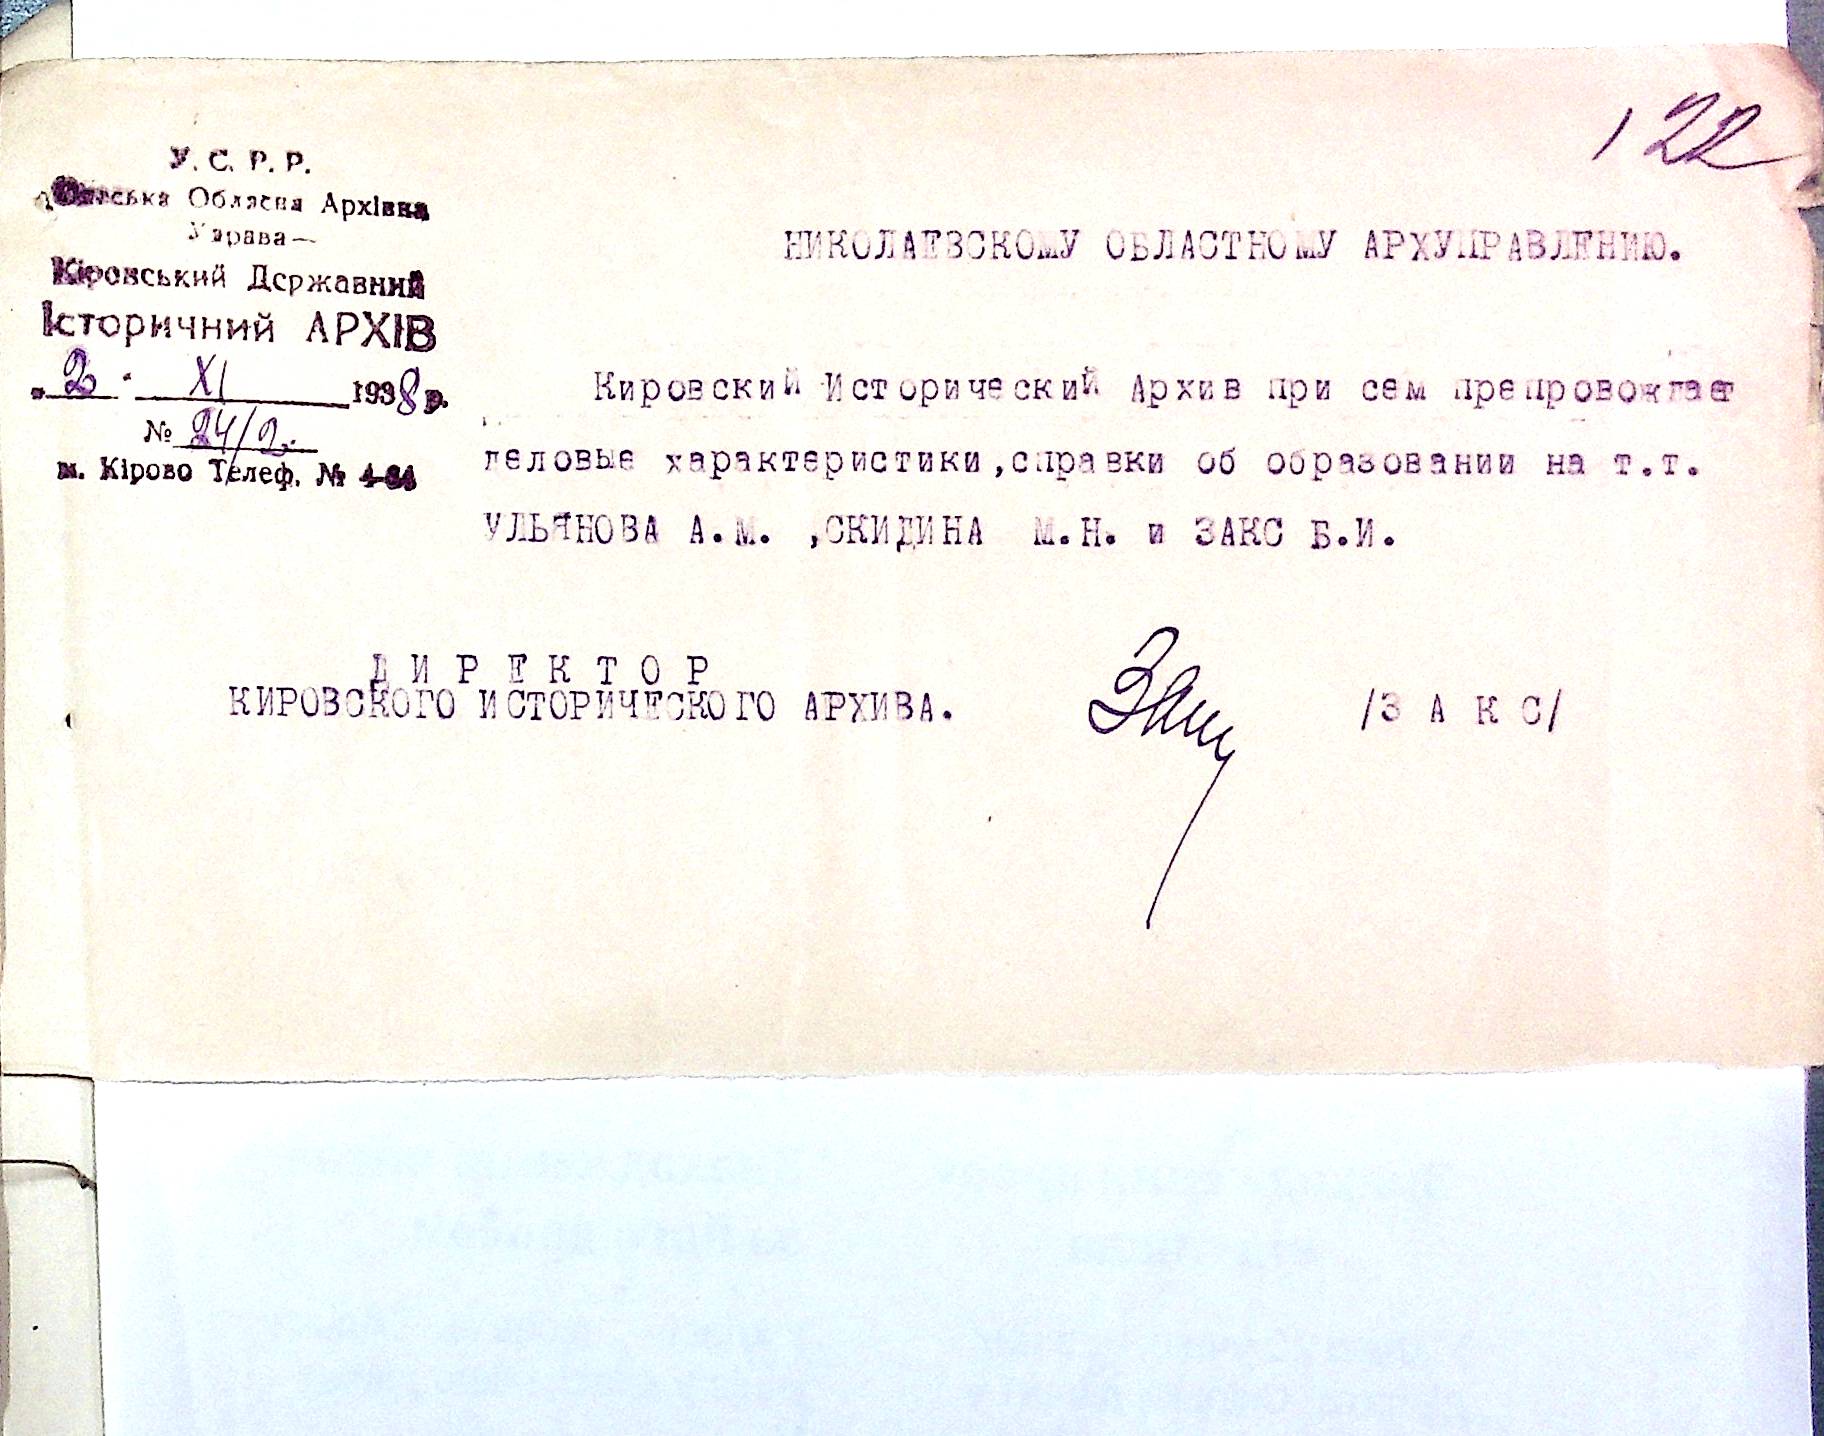 122
У. С. Р. Р.
Обласна Архівна
Управа—
Кіровський Державний
Історичний АРХІВ
„ 2 " XI 1938 р.
№ 24/2.
м. Кірово Телеф. № 4-84
НИКОЛАЕВСКОМУ ОБЛАСТНОМУ АРХУПРАВЛЕНИЮ.
Кировский Исторический Архив при сем препровождает
деловые характеристики,справки об образовании на т.т.
УЛЬЯНОВА А.М. ,СКИДИНА М.Н. и ЗАКС Б.И.
Д И Р Е К Т О Р
КИРОВСКОГО ИСТОРИЧЕСКОГО АРХИВА. /З А К С/